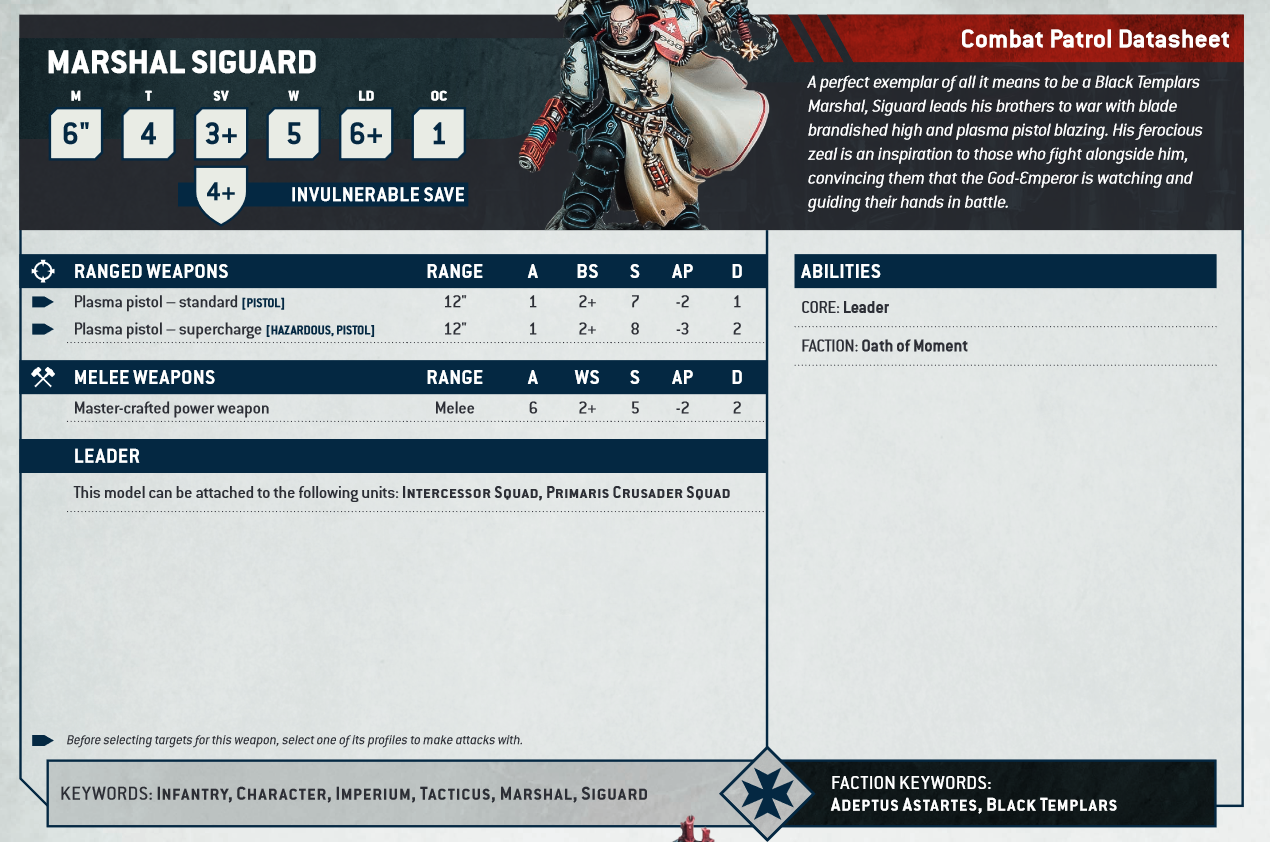 MARSHAL SIGUARD
M T SV W LD OC
6" 4 3+ 5 6+ 1
4+ INVULNERABLE SAVE
Combat Patrol Datasheet
A perfect exemplar of all it means to be a Black Templars
Marshal, Siguard leads his brothers to war with blade
brandished high and plasma pistol blazing. His ferocious
zeal is an inspiration to those who fight alongside him,
convincing them that the God-Emperor is watching and
guiding their hands in battle.
RANGED WEAPONS RANGE A BS S AP D
Plasma pistol – standard [PISTOL] 12" 1 2+ 7 -2 1
Plasma pistol – supercharge [HAZARDOUS, PISTOL] 12" 1 2+ 8 -3 2
MELEE WEAPONS RANGE A WS S AP D
Master-crafted power weapon Melee 6 2+ 5 -2 2
LEADER
This model can be attached to the following units: INTERCESSOR SQUAD, PRIMARIS CRUSADER SQUAD
Before selecting targets for this weapon, select one of its profiles to make attacks with.
ABILITIES
CORE: Leader
FACTION: Oath of Moment
KEYWORDS: INFANTRY, CHARACTER, IMPERIUM, TACTICUS, MARSHAL, SIGUARD
FACTION KEYWORDS:
ADEPTUS ASTARTES, BLACK TEMPLARS